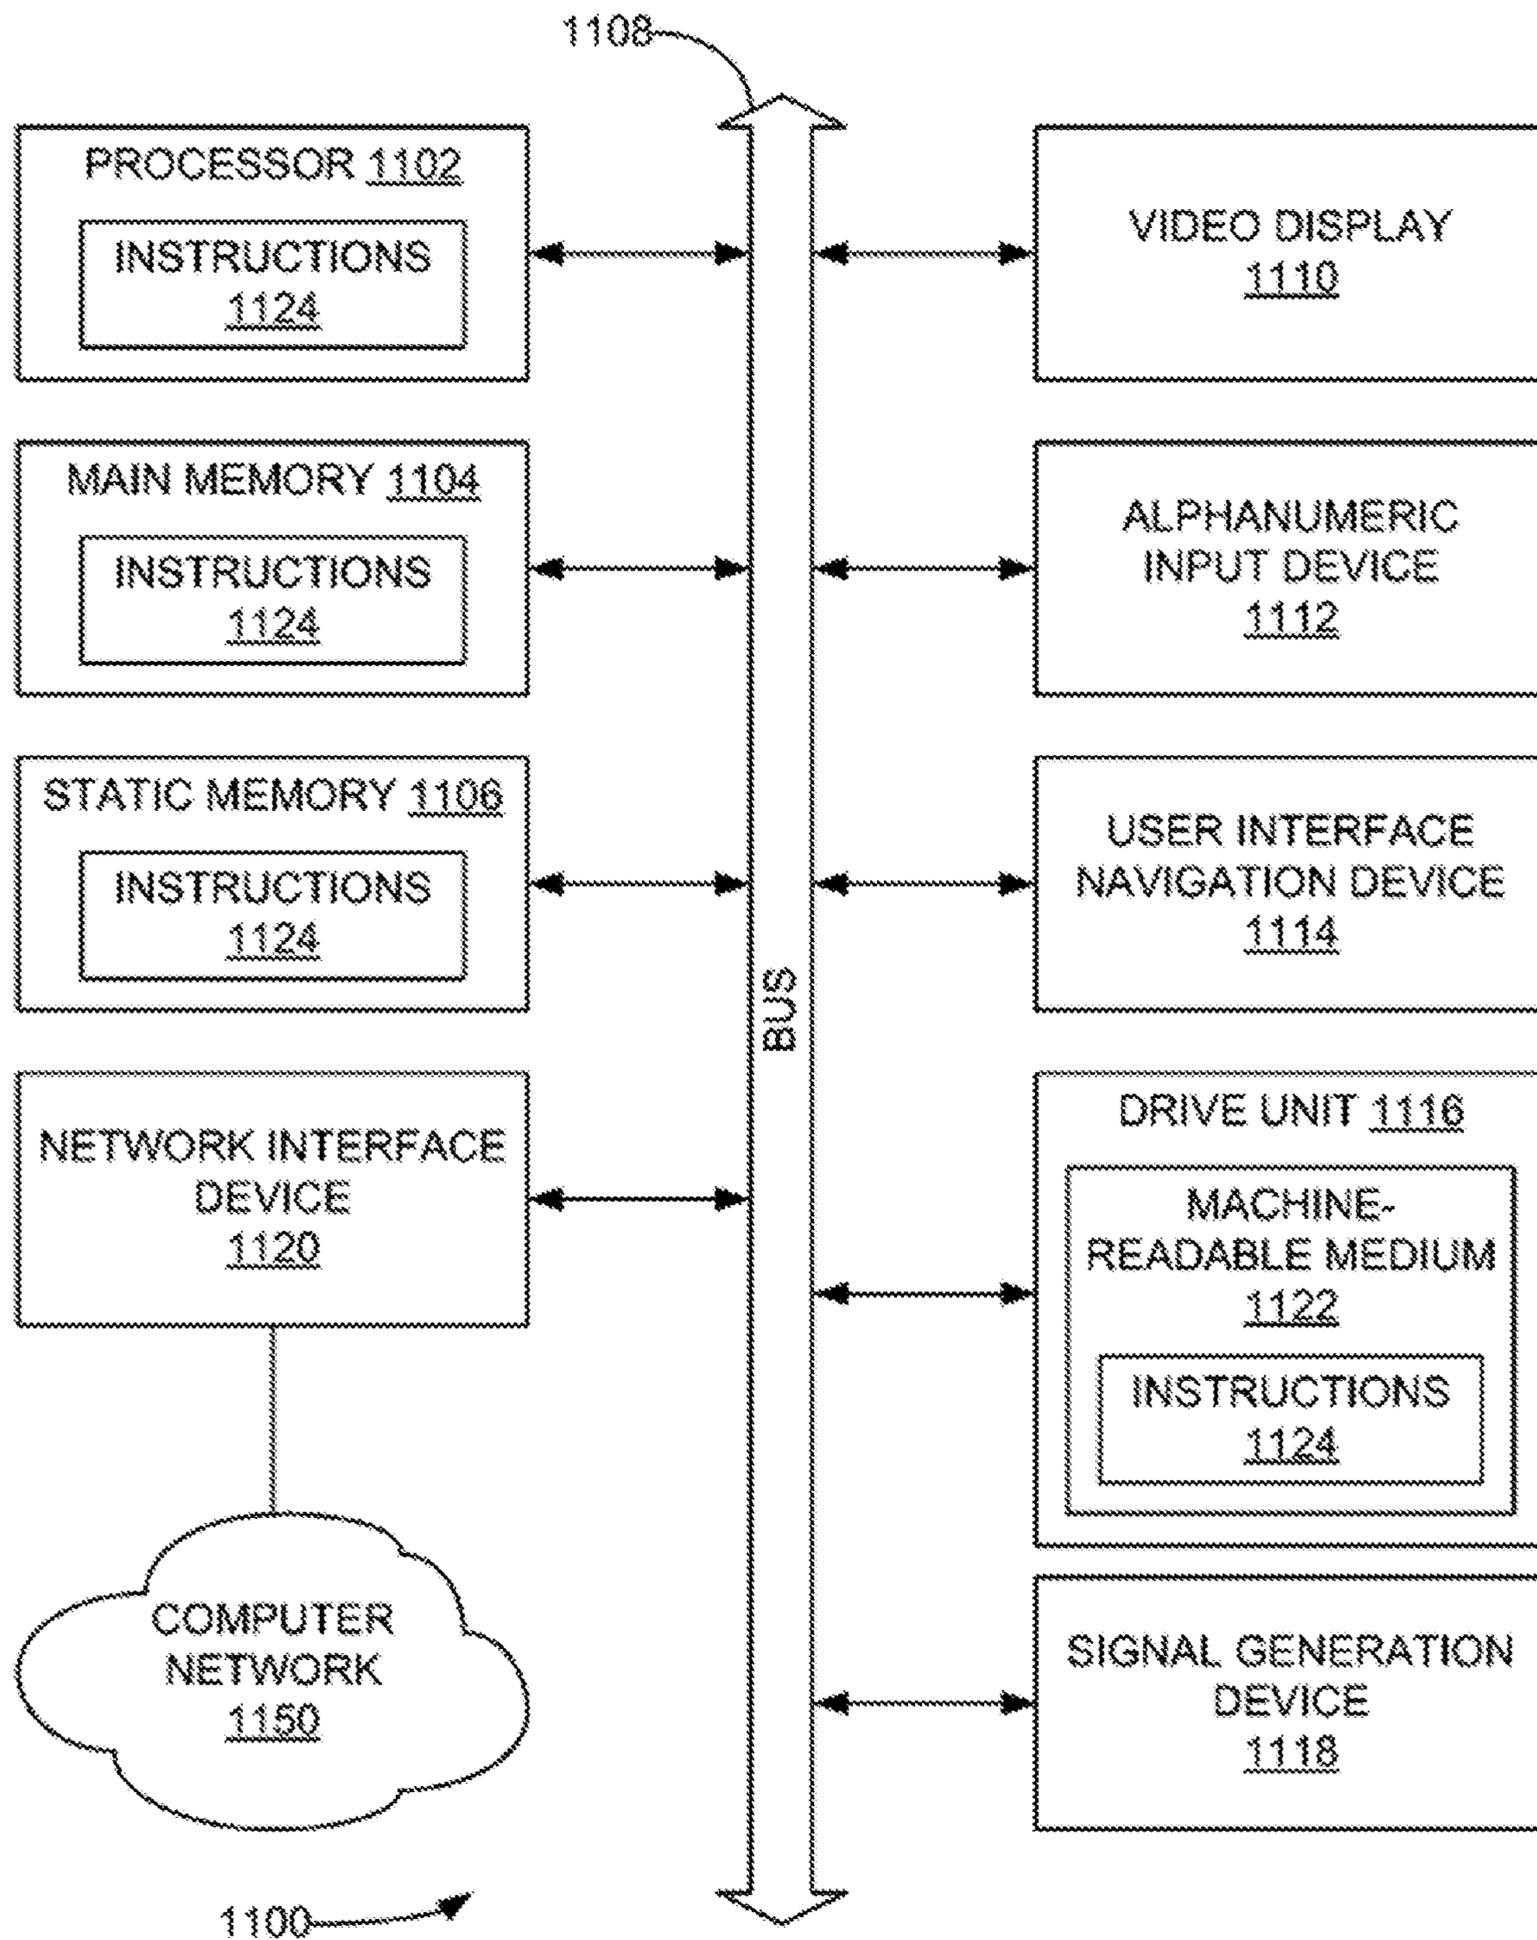 1108
PROCESSOR 1102
INSTRUCTIONS
1124
MAIN MEMORY 1104
INSTRUCTIONS
1124
STATIC MEMORY 1106
INSTRUCTIONS
1124
NETWORK INTERFACE
DEVICE
1120
COMPUTER
NETWORK
1150
1100
BUS
VIDEO DISPLAY
1110
ALPHANUMERIC
INPUT DEVICE
1112
USER INTERFACE
NAVIGATION DEVICE
1114
DRIVE UNIT 1116
MACHINE-
READABLE MEDIUM
1122
INSTRUCTIONS
1124
SIGNAL GENERATION
DEVICE
1118